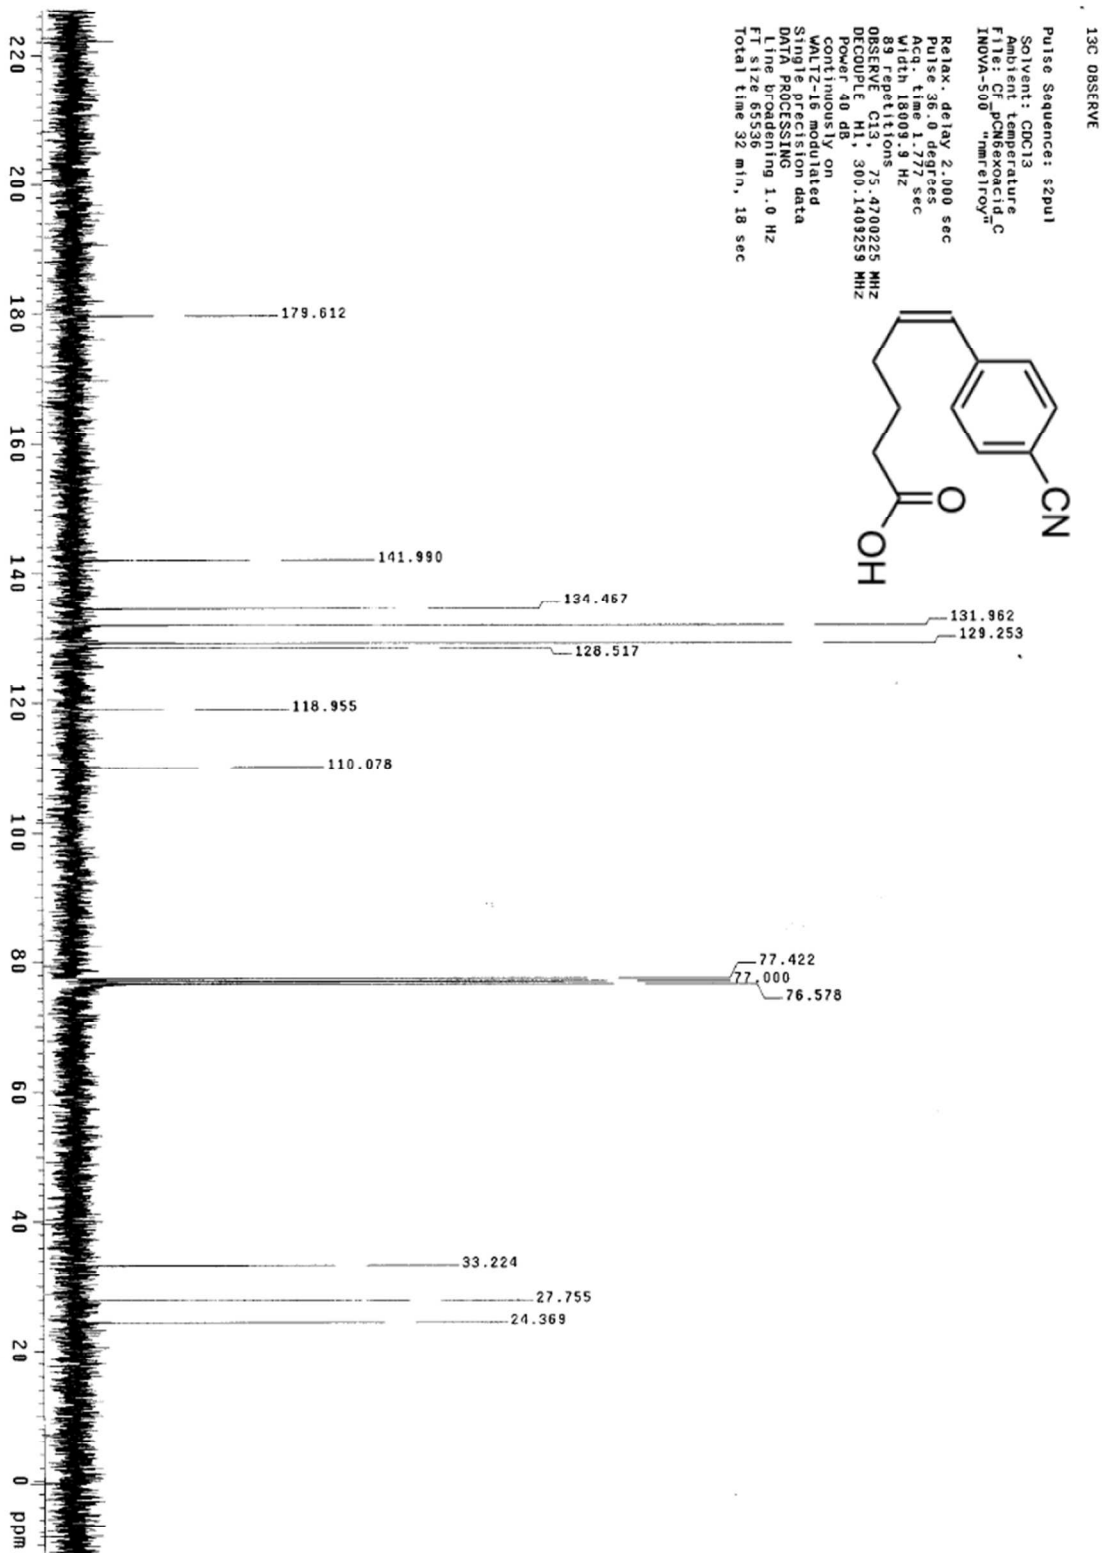 13C OBSERVE
Pulse Sequence: s2pul
Solvent: CDCl3
Ambient temperature
File: CF_pCN6exoacid_C
INOVA-500 "nmrelroy"
Relax. delay 2.000 sec
Pulse 36.0 degrees
Acq. time 1.777 sec
Width 18009.9 Hz
89 repetitions
OBSERVE C13, 75.4700225 MHz
DECOUPLE H1, 300.1409259 MHz
Power 40 dB
continuously on
WALTZ-16 modulated
Single precision data
DATA PROCESSING
Line broadening 1.0 Hz
FT size 65536
Total time 32 min, 18 sec
CN
O
OH
179.612
141.990
134.467
131.962
129.253
128.517
118.955
110.078
77.422
77.000
76.578
33.224
27.755
24.369
220 200 180 160 140 120 100 80 60 40 20 0 ppm